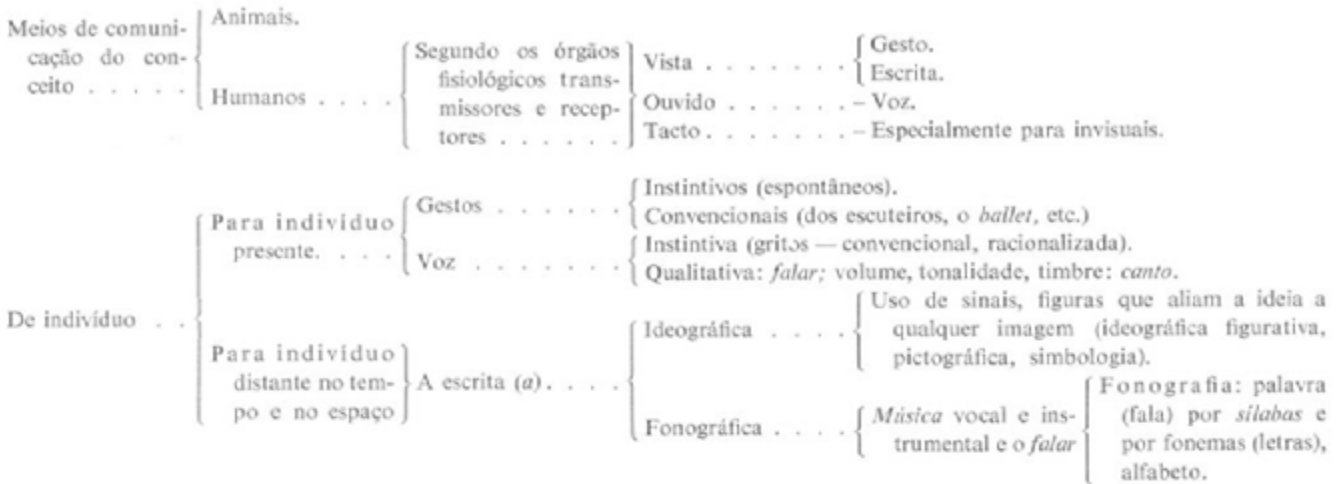 Meios de comuni-
cação do con-
ceito . . . . .
Animais.
Humanos . . . .
Segundo os órgãos
fisiológicos trans-
missores e recep-
tores . . . . . .
Vista . . . . . . .
Gesto.
Escrita.
Ouvido . . . . . . – Voz.
Tacto . . . . . . . – Especialmente para invisuais.
De indivíduo . .
Para indivíduo
presente. . . .
Gestos . . . . . .
Instintivos (espontâneos).
Convencionais (dos escuteiros, o ballet, etc.)
Voz . . . . . . .
Instintiva (gritos — convencional, racionalizada).
Qualitativa: falar; volume, tonalidade, timbre: canto.
Para indivíduo
distante no tem-
po e no espaço
A escrita (a). . . .
Ideográfica . . . .
Uso de sinais, figuras que aliam a ideia a
qualquer imagem (ideográfica figurativa,
pictográfica, simbologia).
Fonográfica . . . .
Música vocal e ins-
trumental e o falar
Fonografia: palavra
(fala) por sílabas e
por fonemas (letras),
alfabeto.